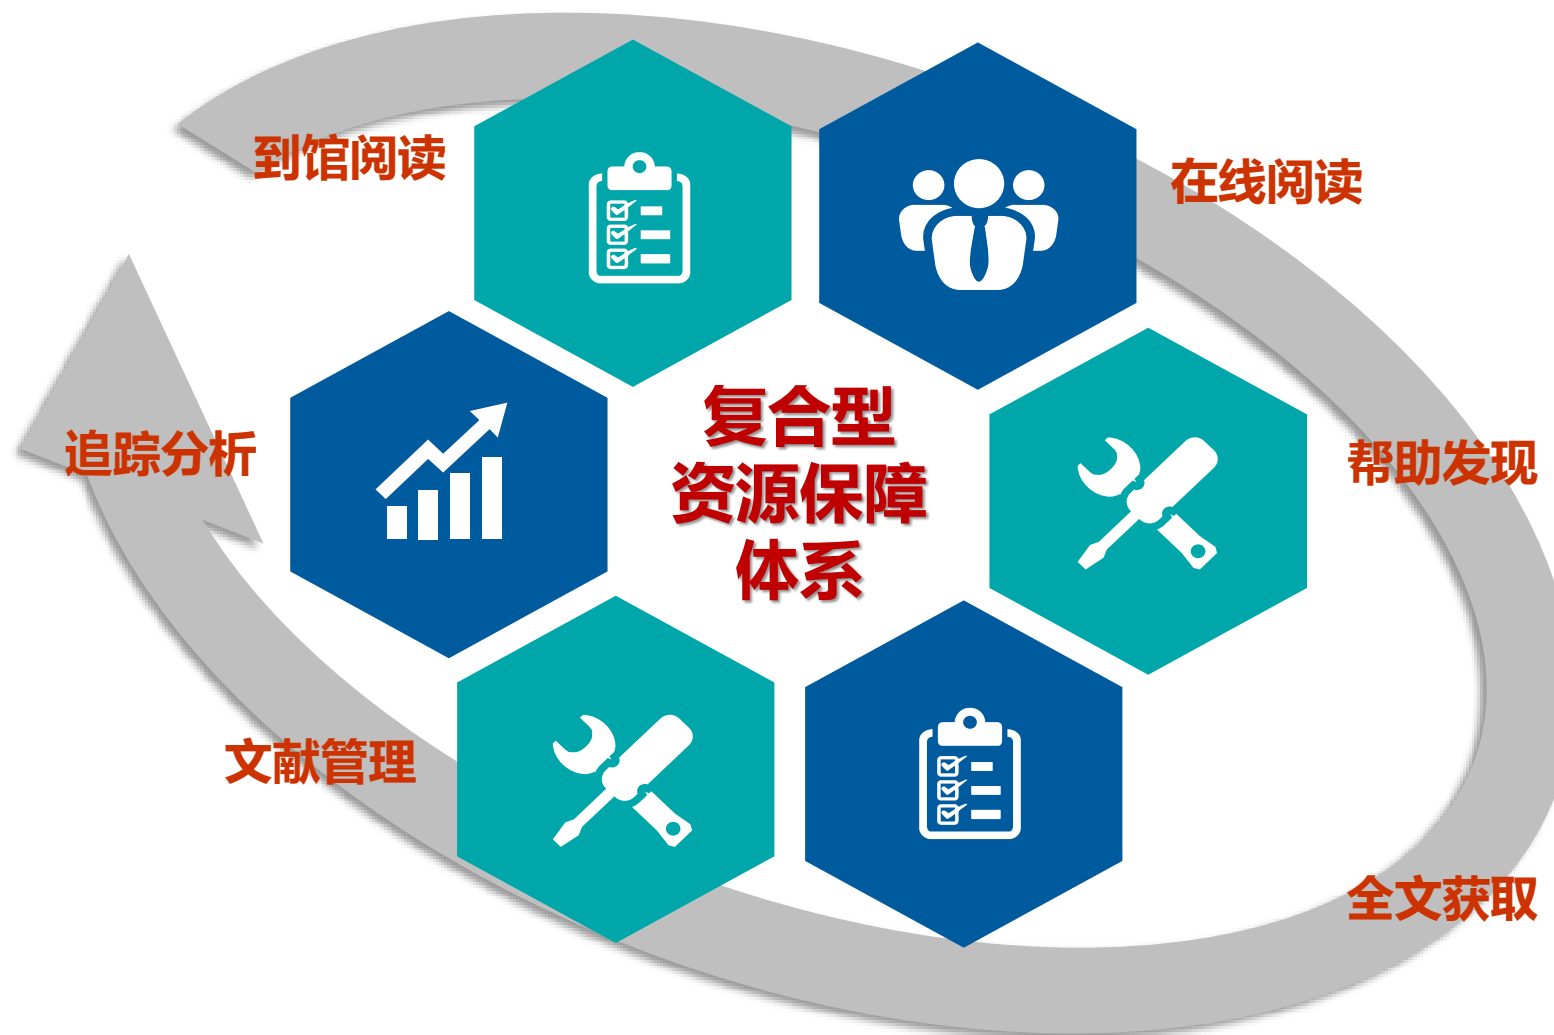 到馆阅读
在线阅读
复合型
资源保障
体系
追踪分析
帮助发现
文献管理
全文获取